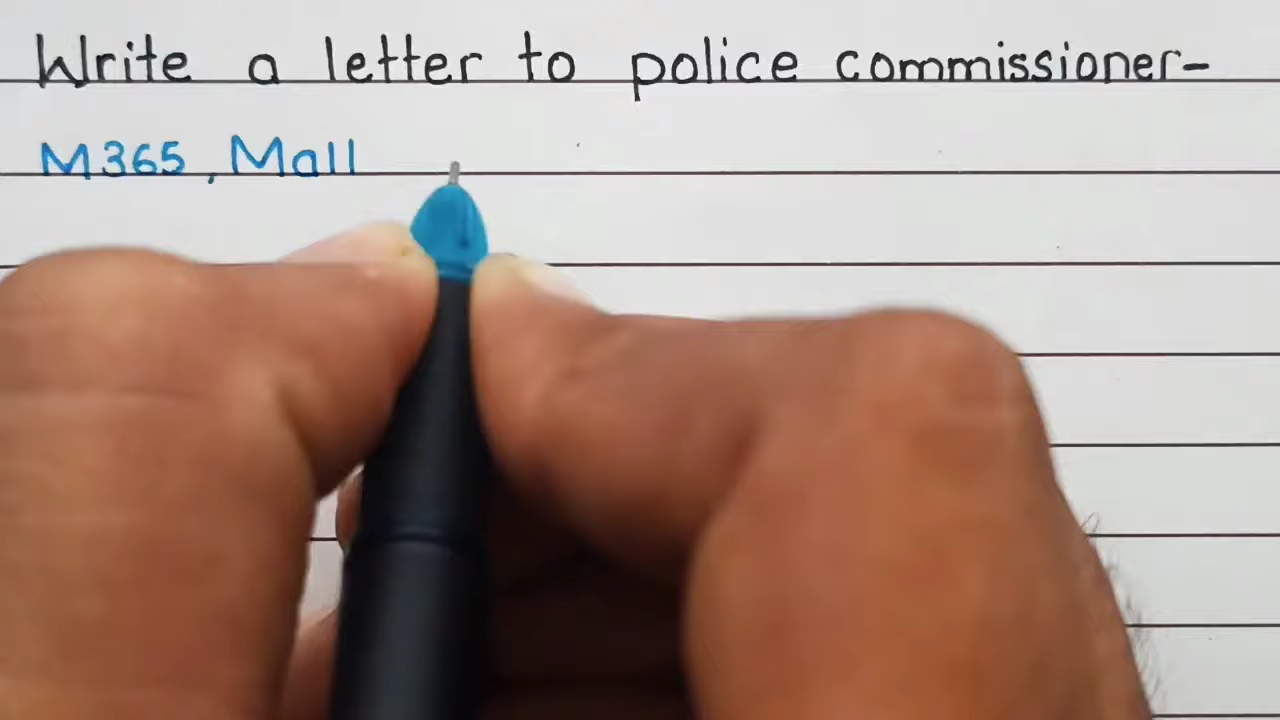 Write a letter to police commissioner-
M365, Mall